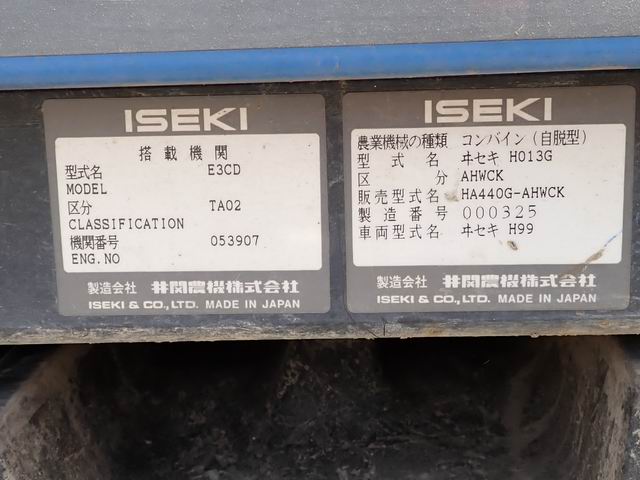 ISEKI
搭載機関
型式名 E3CD
MODEL
区分 TA02
CLASSIFICATION
機関番号 053907
ENG.NO
製造会社 井関農機株式会社
ISEKI & CO., LTD. MADE IN JAPAN
ISEKI
農業機械の種類 コンバイン(自脱型)
型式名 ヰセキ HO13G
区分 AHWCK
販売型式名 HA440G-AHWCK
製造番号 000325
車両型式名 ヰセキ H99
製造会社 井関農機株式会社
ISEKI & CO., LTD. MADE IN JAPAN